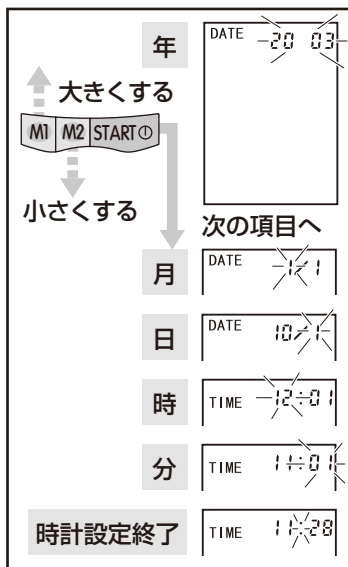 年
DATE 20 03
大きくする
M1 M2 START
小さくする
次の項目へ
月
DATE 1/1
日
DATE 10/1
時
TIME 12:01
分
TIME 11:01
時計設定終了
TIME 11:28